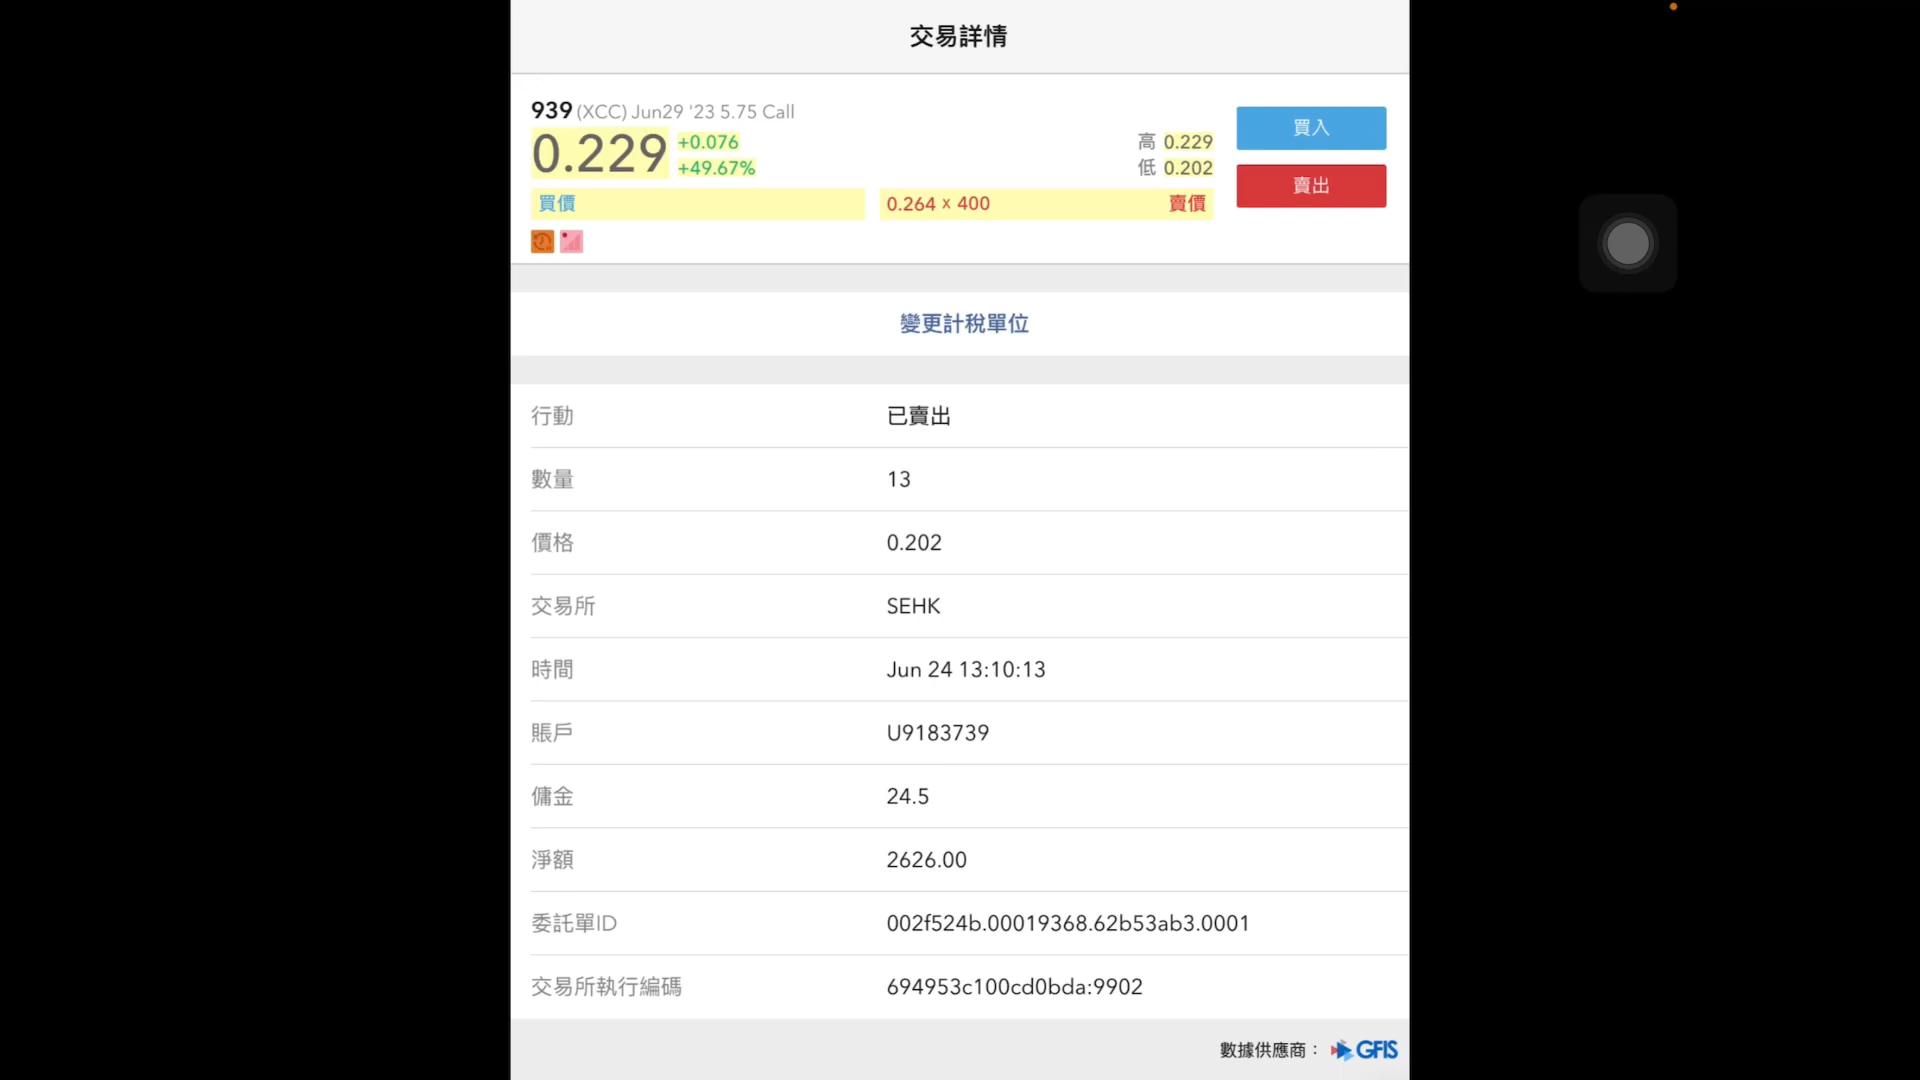 交易詳情
939 (XCC) Jun29 '23 5.75 Call
0.229
+0.076
+49.67%
高 0.229
低 0.202
買入
賣出
買價
0.264 x 400 賣價
變更計稅單位
行動 已賣出
數量 13
價格 0.202
交易所 SEHK
時間 Jun 24 13:10:13
賬戶 U9183739
傭金 24.5
淨額 2626.00
委託單ID 002f524b.00019368.62b53ab3.0001
交易所執行編碼 694953c100cd0bda:9902
數據供應商： GFIS